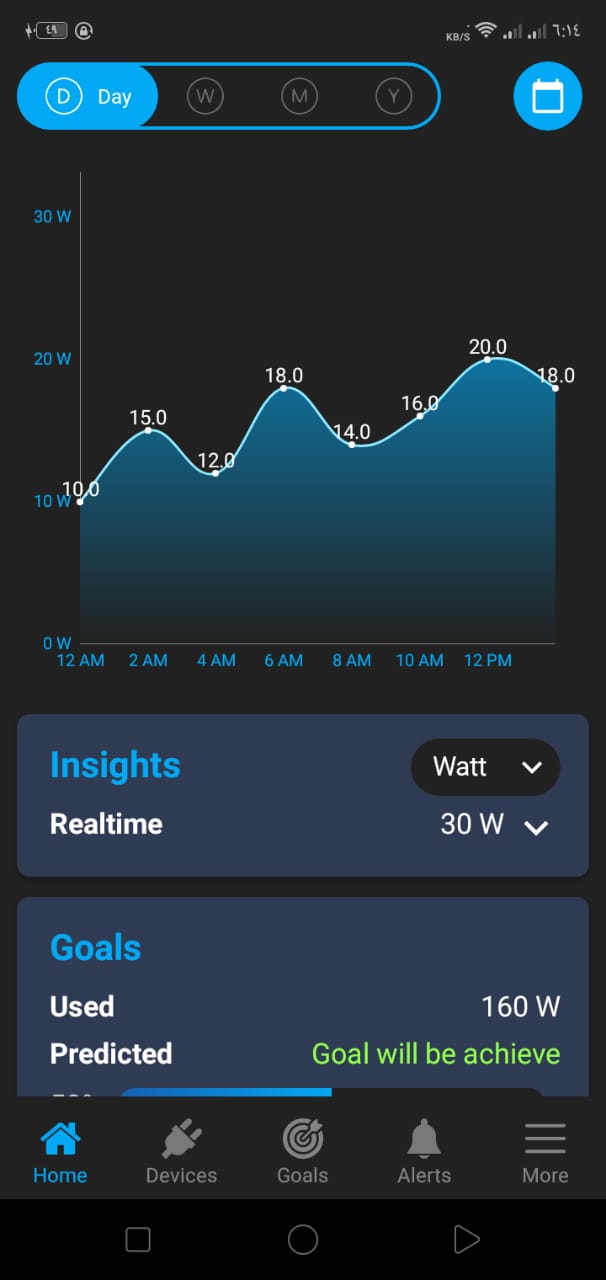 ٤٩
KB/S
٦:١٤
D Day W M Y
30 W
20 W
10 W
0 W
10.0
15.0
12.0
18.0
14.0
16.0
20.0
18.0
12 AM 2 AM 4 AM 6 AM 8 AM 10 AM 12 PM
Insights Watt
Realtime 30 W
Goals
Used 160 W
Predicted Goal will be achieve
Home Devices Goals Alerts More